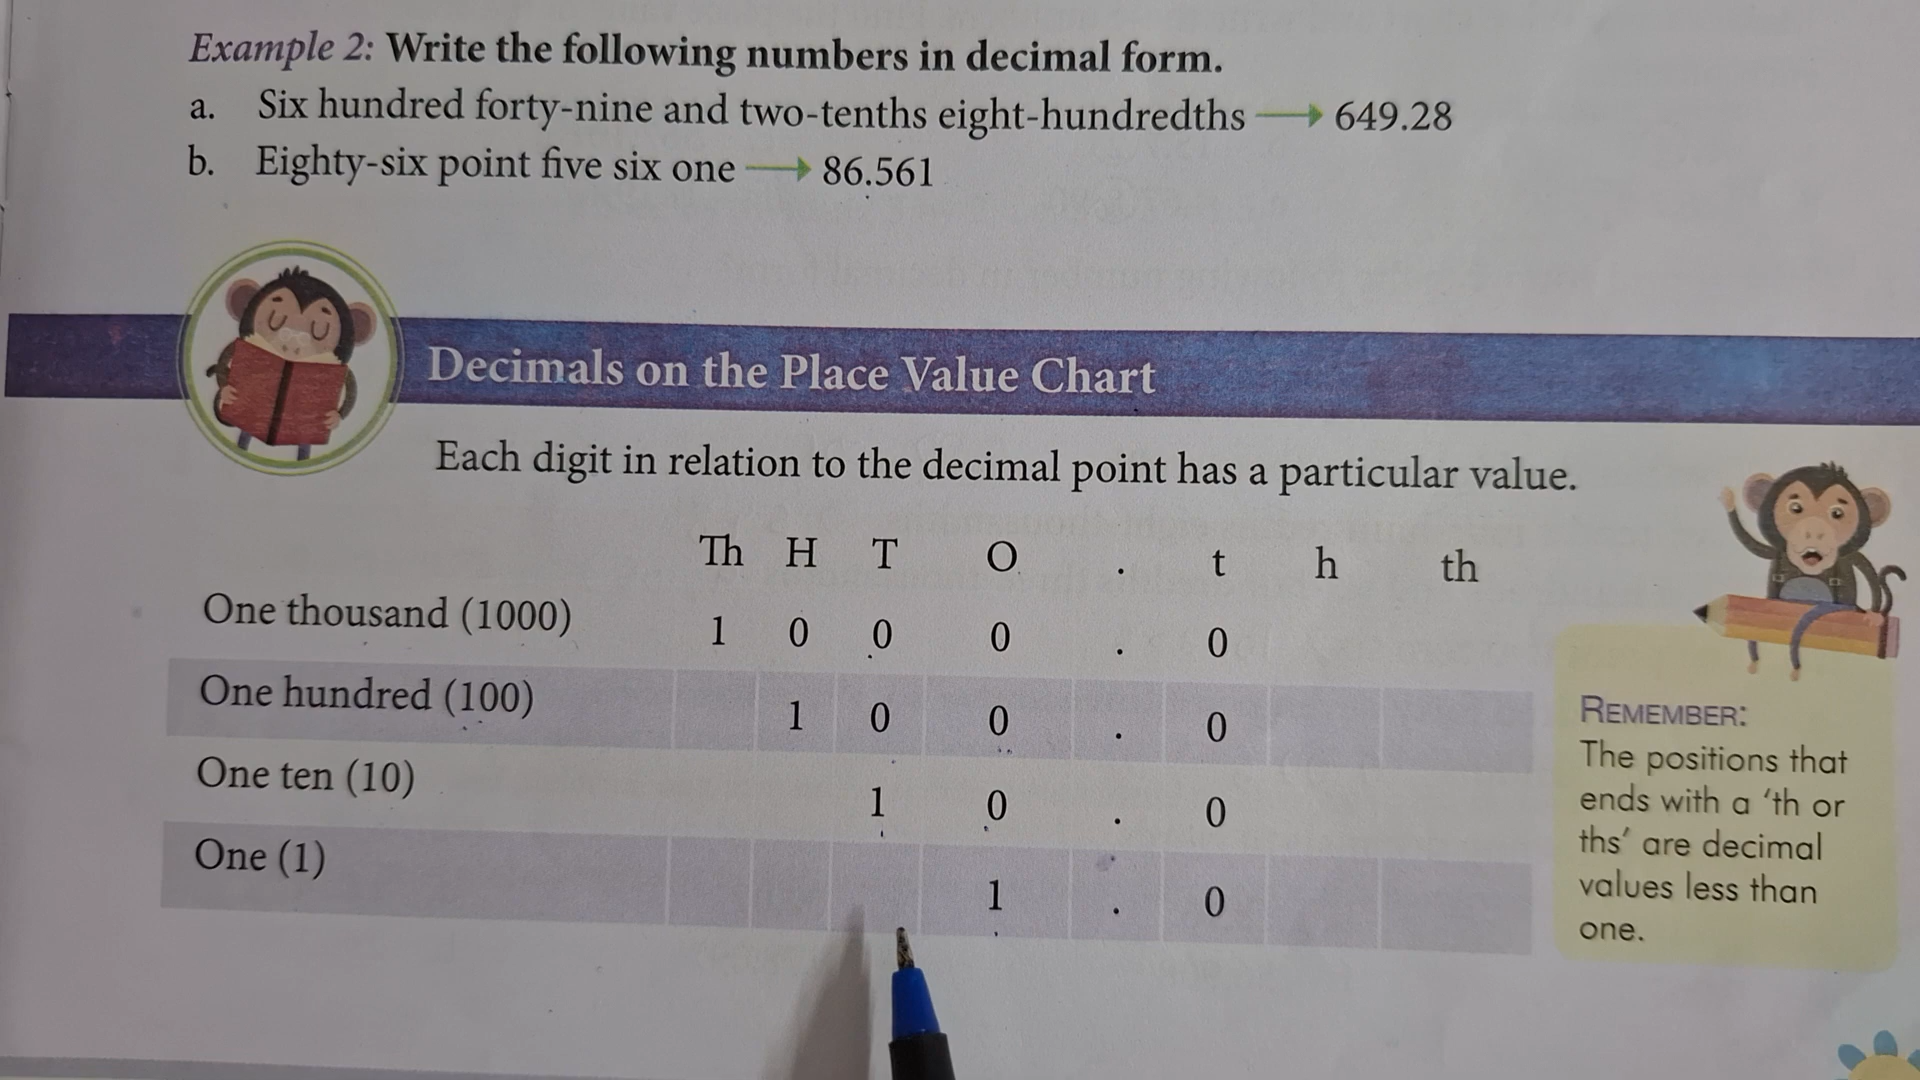 Example 2: Write the following numbers in decimal form.
a. Six hundred forty-nine and two-tenths eight-hundredths → 649.28
b. Eighty-six point five six one → 86.561
Decimals on the Place Value Chart
Each digit in relation to the decimal point has a particular value.
Th H T O . t h th
One thousand (1000) 1 0 0 0 . 0
One hundred (100) 1 0 0 . 0
One ten (10) 1 0 . 0
One (1) 1 . 0
REMEMBER:
The positions that
ends with a ‘th or
ths’ are decimal
values less than
one.